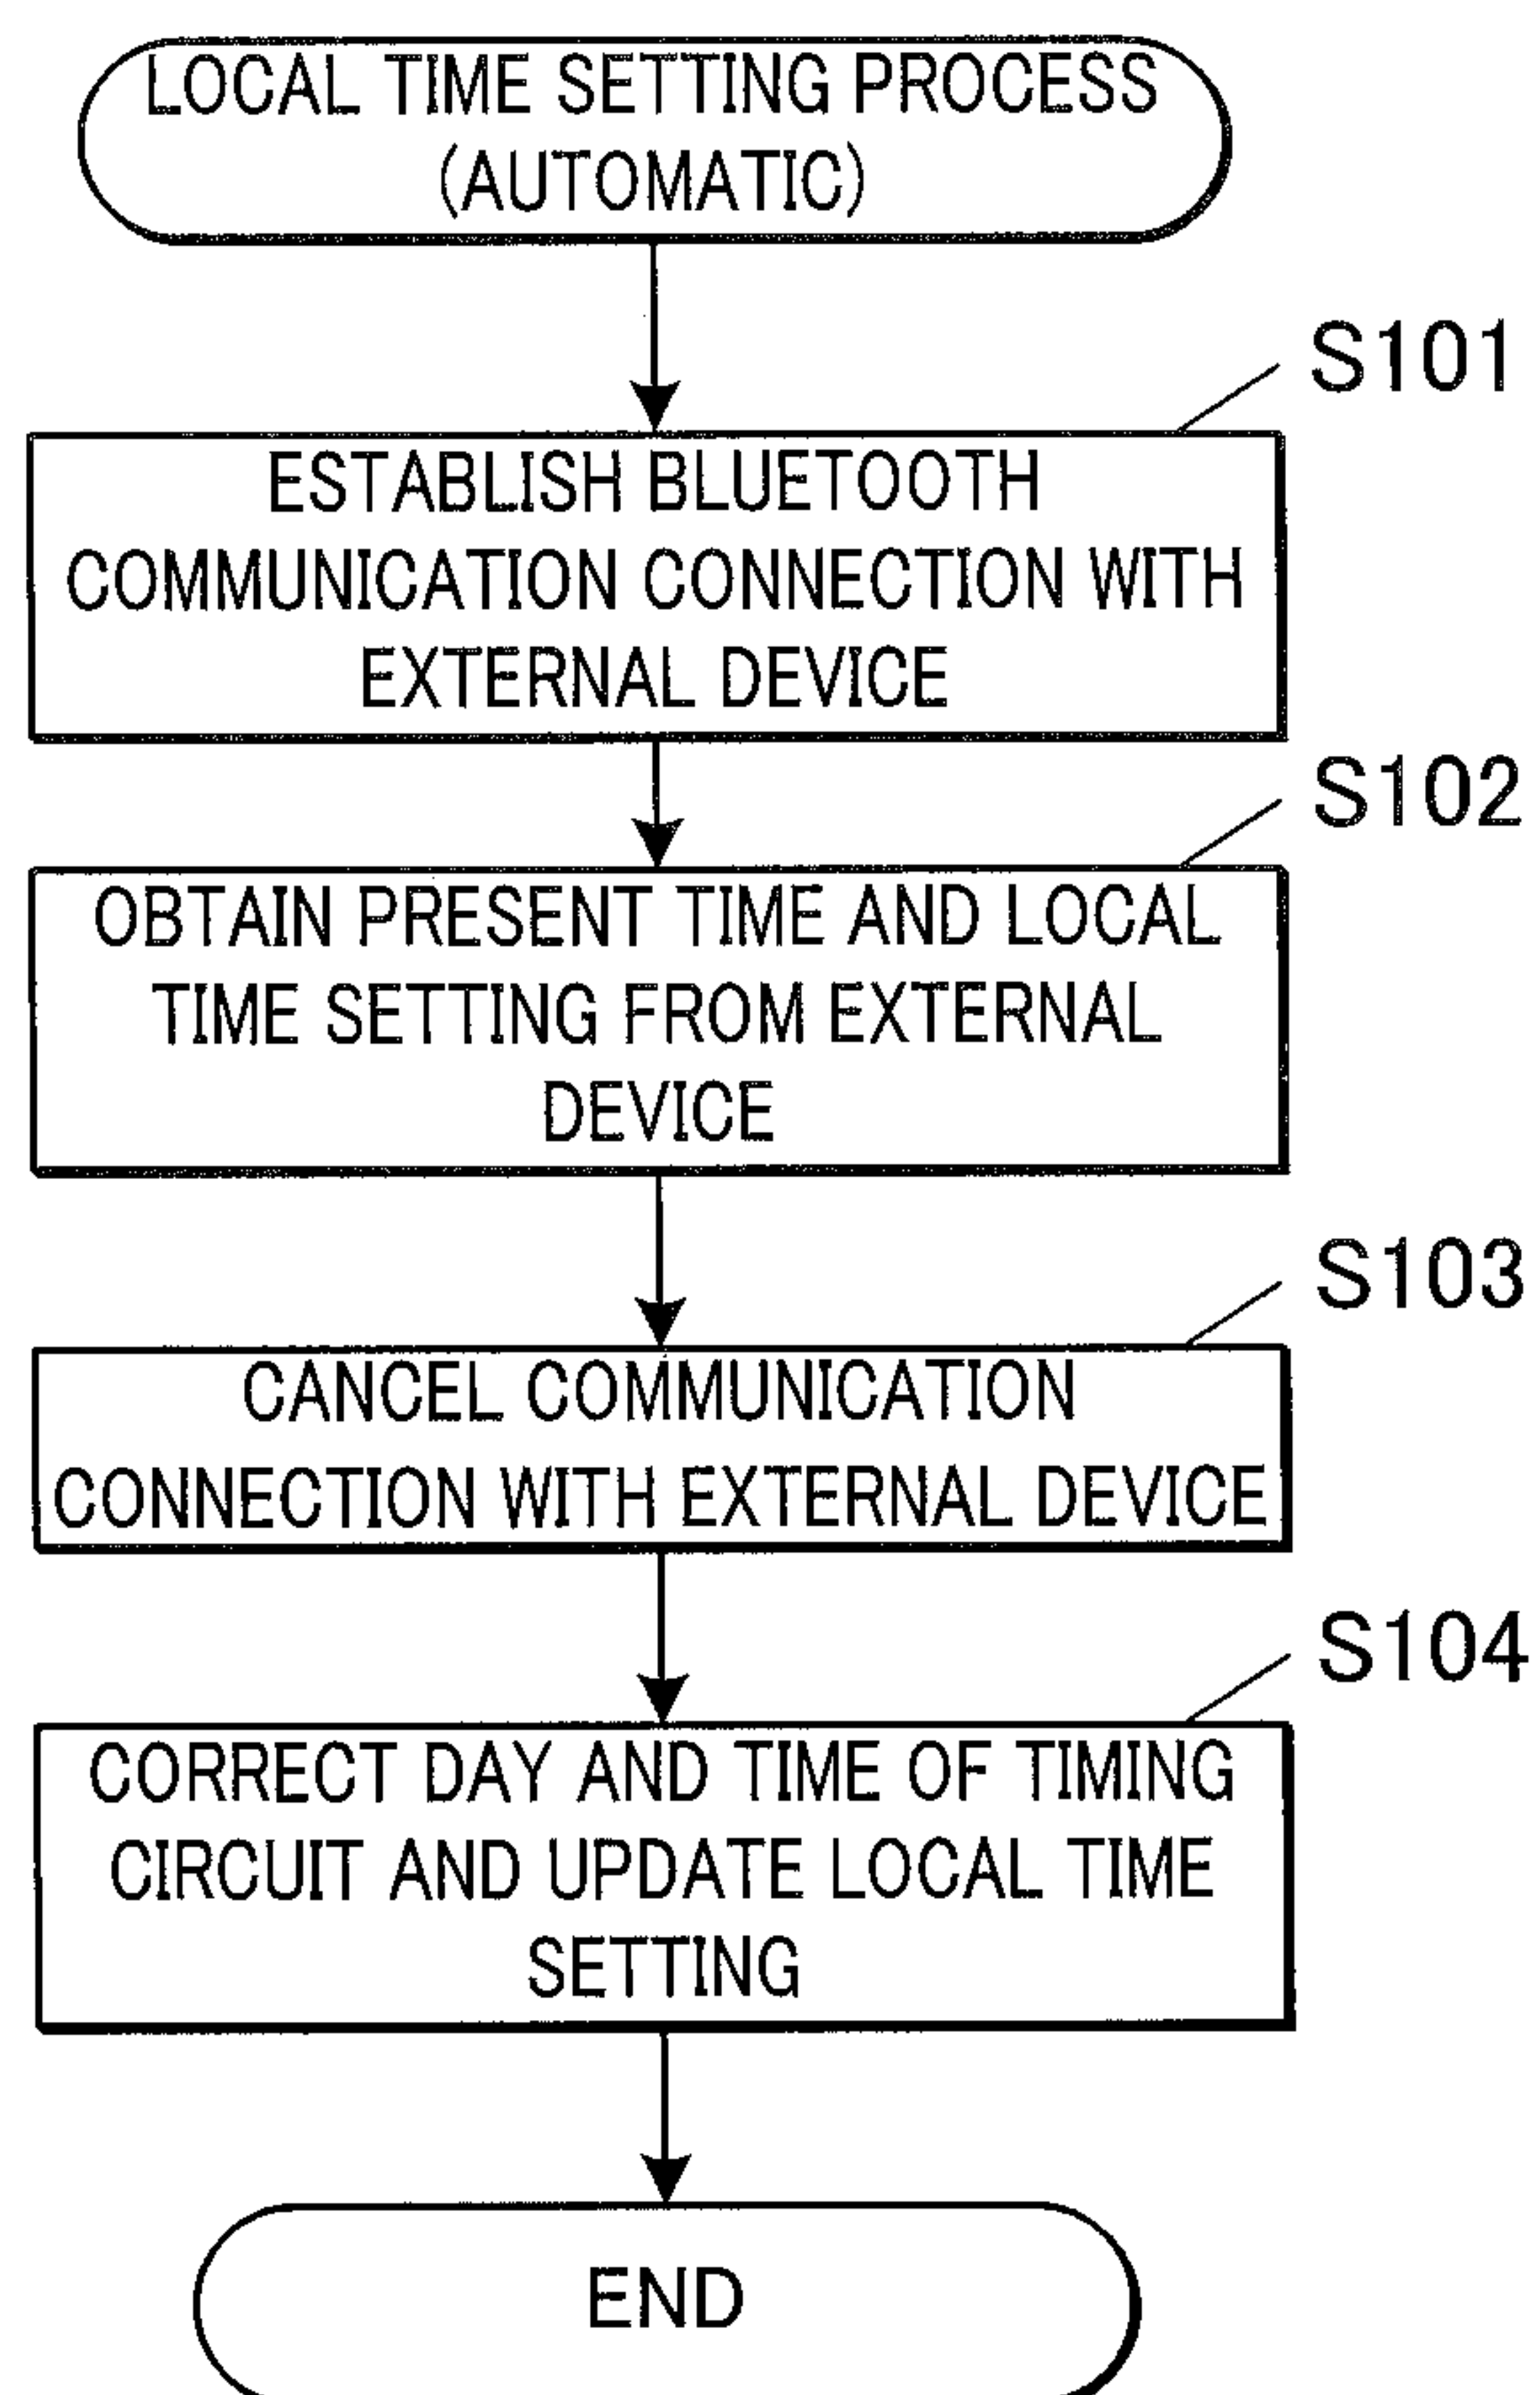 LOCAL TIME SETTING PROCESS
(AUTOMATIC)
S101
ESTABLISH BLUETOOTH
COMMUNICATION CONNECTION WITH
EXTERNAL DEVICE
S102
OBTAIN PRESENT TIME AND LOCAL
TIME SETTING FROM EXTERNAL
DEVICE
S103
CANCEL COMMUNICATION
CONNECTION WITH EXTERNAL DEVICE
S104
CORRECT DAY AND TIME OF TIMING
CIRCUIT AND UPDATE LOCAL TIME
SETTING
END